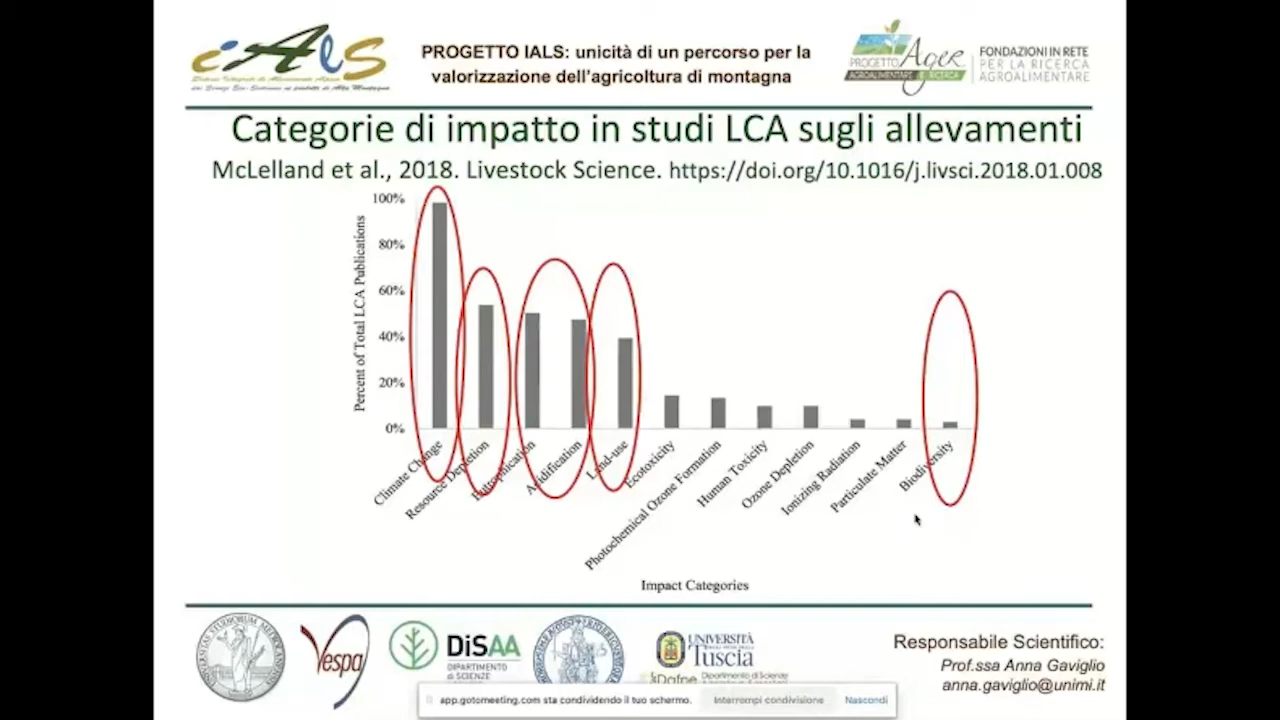 iAlS
PROGETTO IALS: unicità di un percorso per la
valorizzazione dell'agricoltura di montagna
PROGETTO Ager
AGROALIMENTARE E RICERCA
FONDAZIONI IN RETE
PER LA RICERCA
AGROALIMENTARE
Categorie di impatto in studi LCA sugli allevamenti
McLelland et al., 2018. Livestock Science. https://doi.org/10.1016/j.livsci.2018.01.008
Percent of Total LCA Publications
100%
80%
60%
40%
20%
0%
Climate Change
Resource Depletion
Eutrophication
Acidification
Land-use
Ecotoxicity
Photochemical Ozone Formation
Human Toxicity
Ozone Depletion
Ionizing Radiation
Particulate Matter
Biodiversity
Impact Categories
Vespa
DiSAA
DIPARTIMENTO
di SCIENZE
UNIVERSITÀ
Tuscia
Dafne Dipartimento di Scienze
Responsabile Scientifico:
Prof.ssa Anna Gaviglio
anna.gaviglio@unimi.it
app.gotomeeting.com sta condividendo il tuo schermo. Interrompi condivisione Nascondi